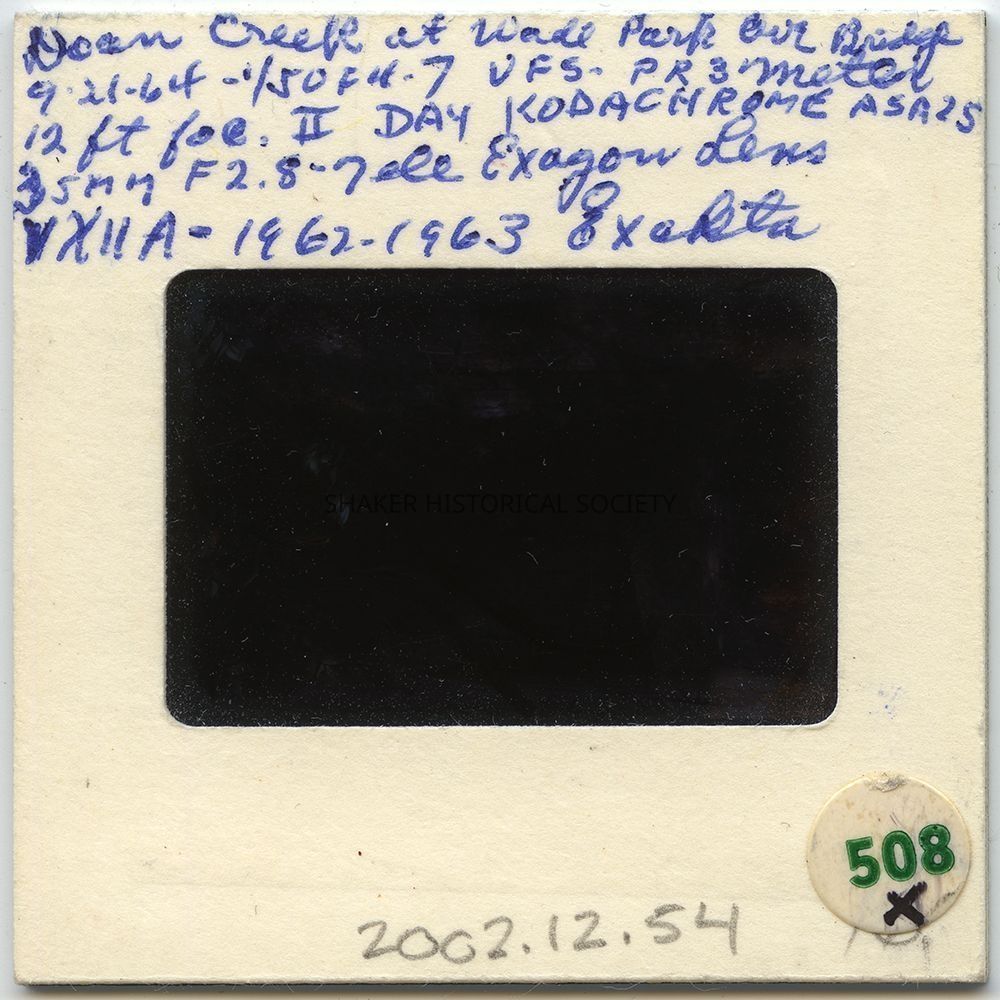 Doan Creek at Wade Park Ave Bridge
9-21-64 - 1/50 F4-7 VFS- PR3 meter
12 ft foc. II DAY KODACHROME ASA25
35mm F2.8- Tele Exagon Lens
VXIIA - 1962-1963 Exakta
SHAKER HISTORICAL SOCIETY
508
X
2002.12.54